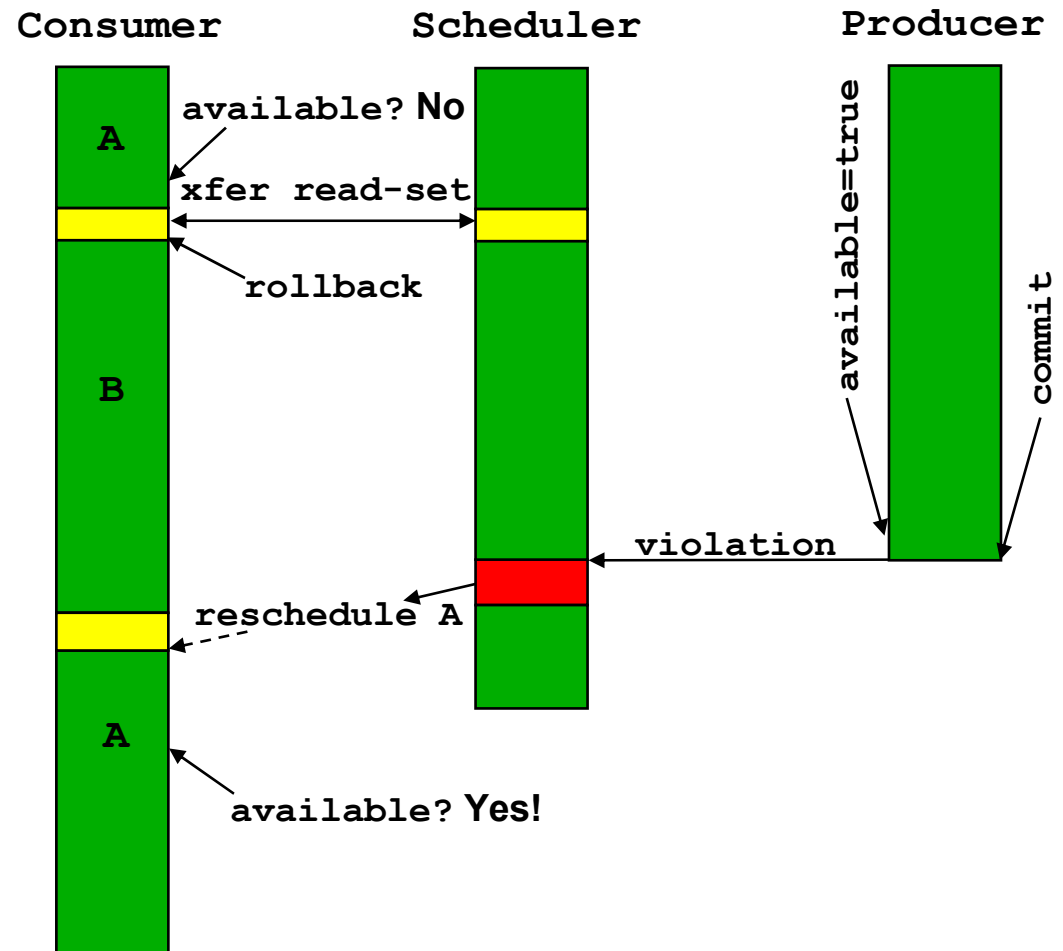 Consumer
Scheduler
Producer
A
available? No
xfer read-set
rollback
available=true
commit
B
violation
reschedule A
A
available? Yes!